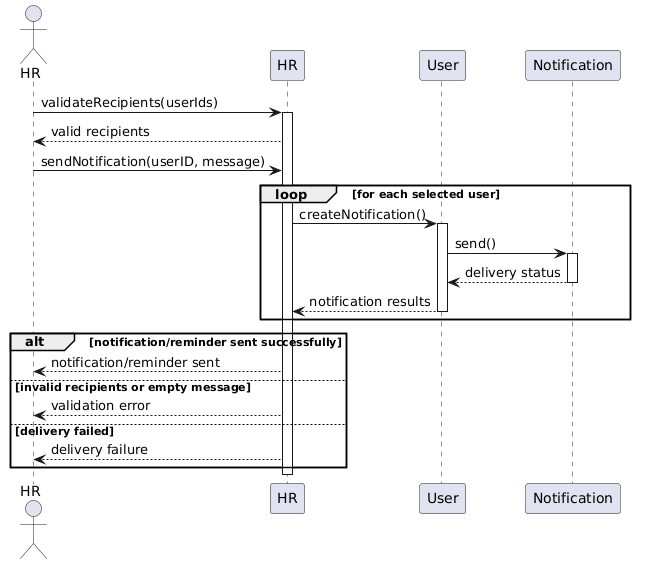 HR
HR
User
Notification
validateRecipients(userIds)
valid recipients
sendNotification(userID, message)
loop
[for each selected user]
createNotification()
send()
delivery status
notification results
alt
[notification/reminder sent successfully]
notification/reminder sent
[invalid recipients or empty message]
validation error
[delivery failed]
delivery failure
HR
HR
User
Notification